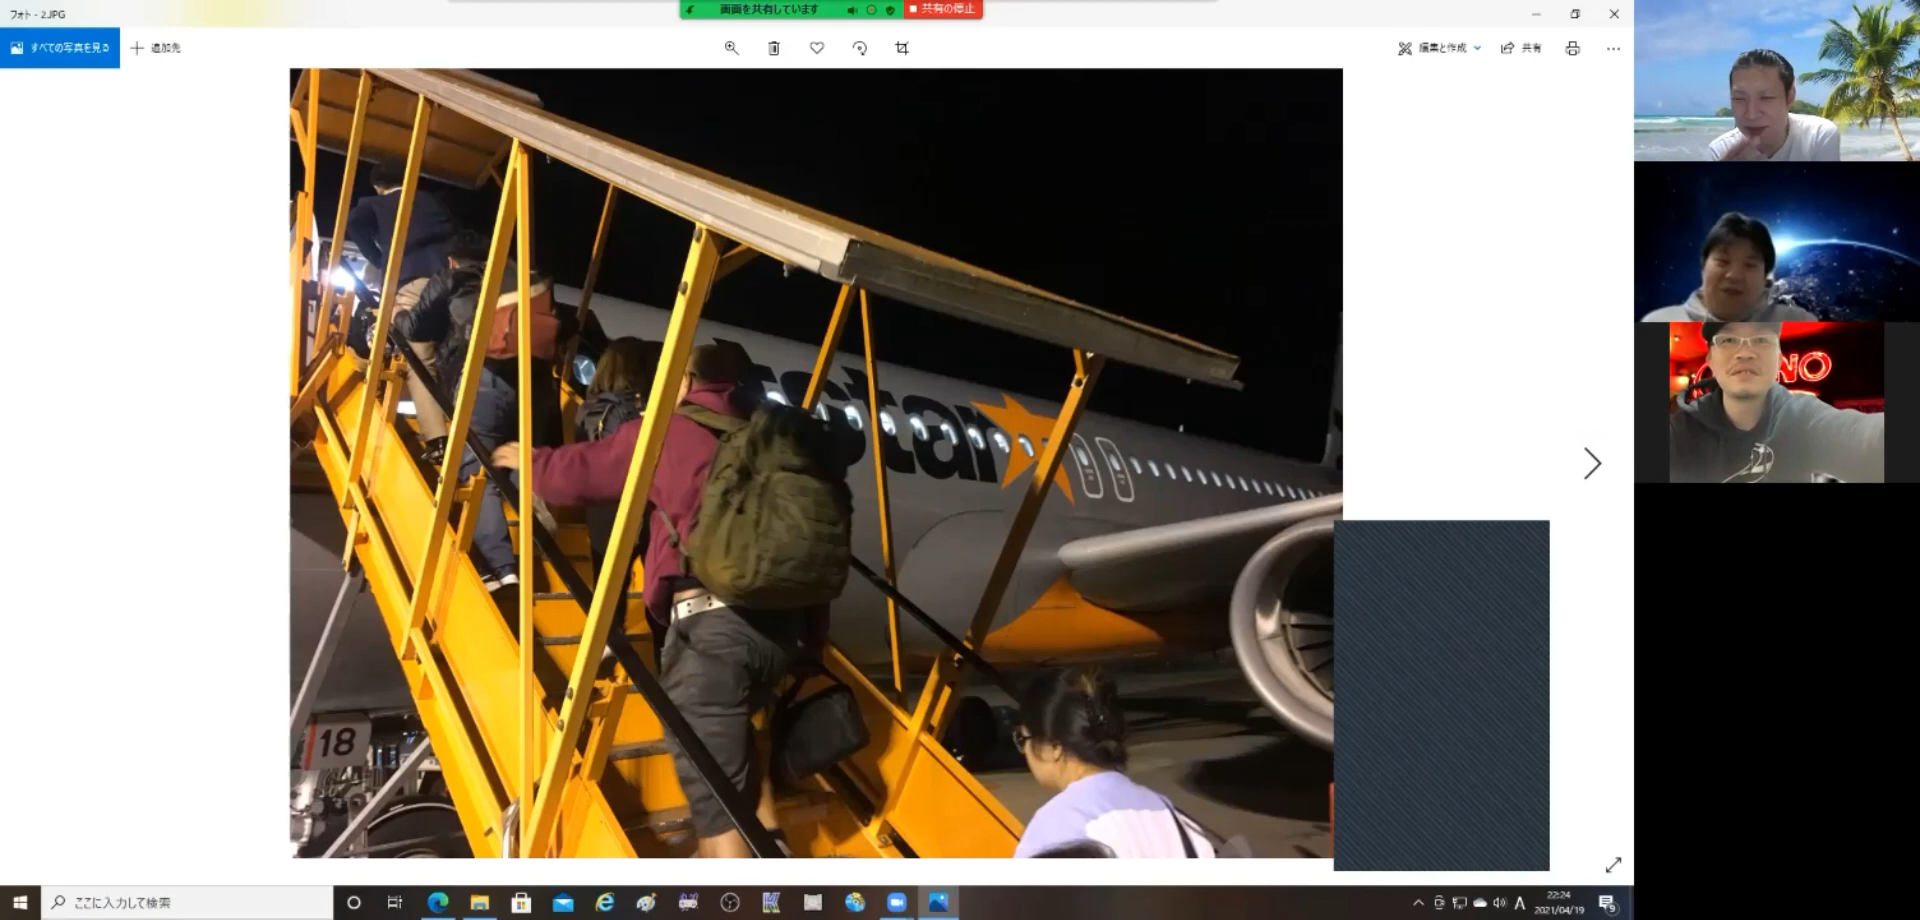 フォト - 2.JPG
画面を共有しています
共有の停止
すべての写真を見る
追加先
編集と作成
共有
tstar
18
NO
ここに入力して検索
A
22:24
2021/04/19
9